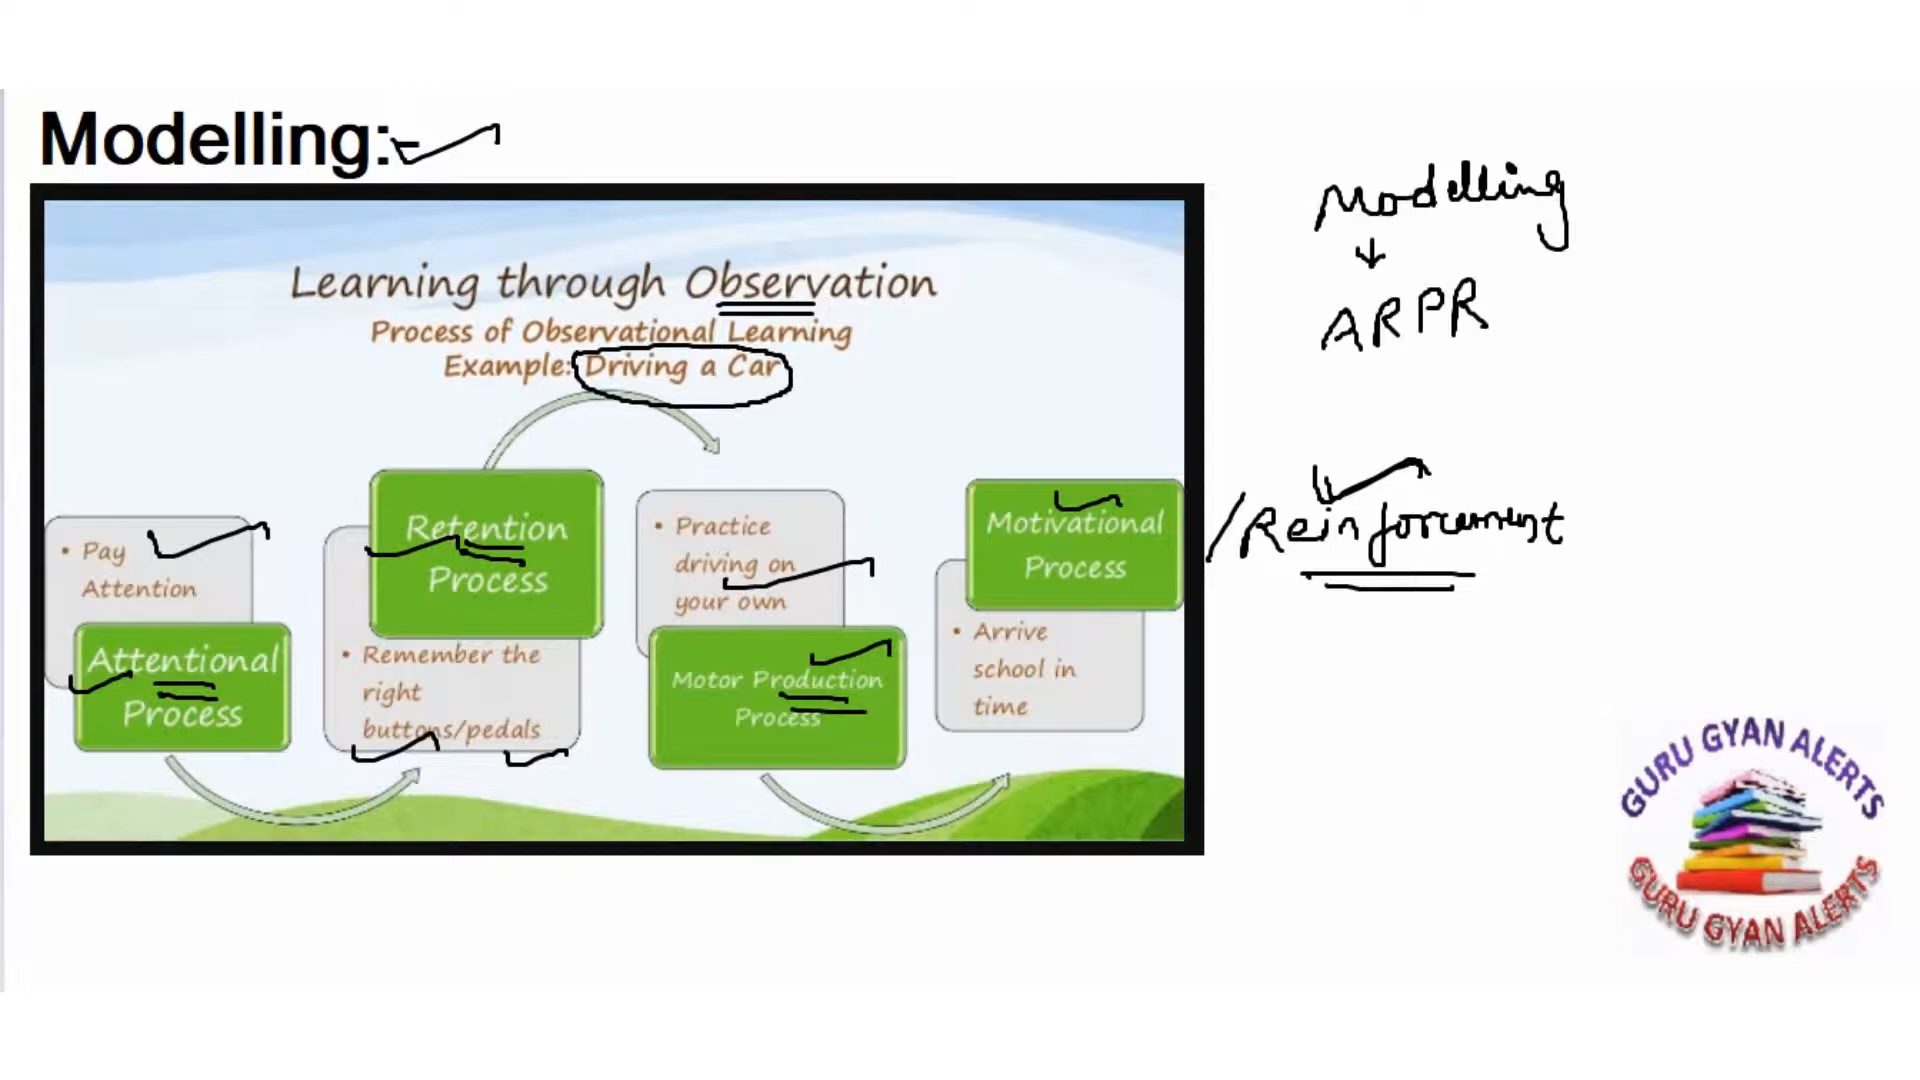 Modelling:-
Learning through Observation
Process of Observational Learning
Example: Driving a Car
• Pay
Attention
Attentional
Process
Retention
Process
• Remember the
right
buttons/pedals
• Practice
driving on
your own
Motor Production
Process
Motivational
Process
• Arrive
school in
time
Modelling
↓
ARPR
/Reinforcement
GURU GYAN ALERTS
GURU GYAN ALERTS